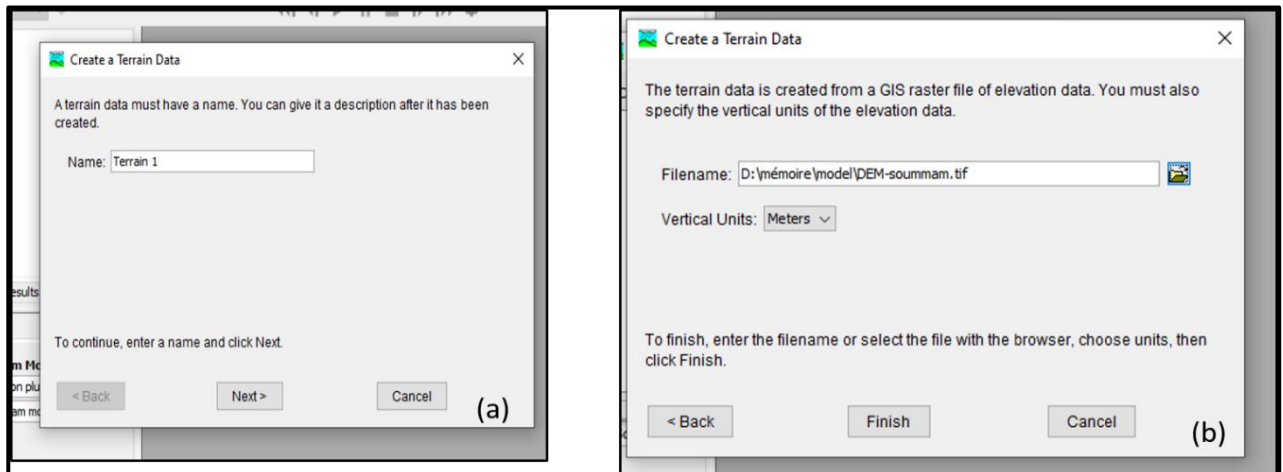 Create a Terrain Data
A terrain data must have a name. You can give it a description after it has been
created.
Name: Terrain 1
esults
To continue, enter a name and click Next.
on plu
< Back
Next >
Cancel
(a)
Create a Terrain Data
The terrain data is created from a GIS raster file of elevation data. You must also
specify the vertical units of the elevation data.
Filename: D:\mémoire\model\DEM-soummam.tif
Vertical Units: Meters
To finish, enter the filename or select the file with the browser, choose units, then
click Finish.
< Back
Finish
Cancel
(b)